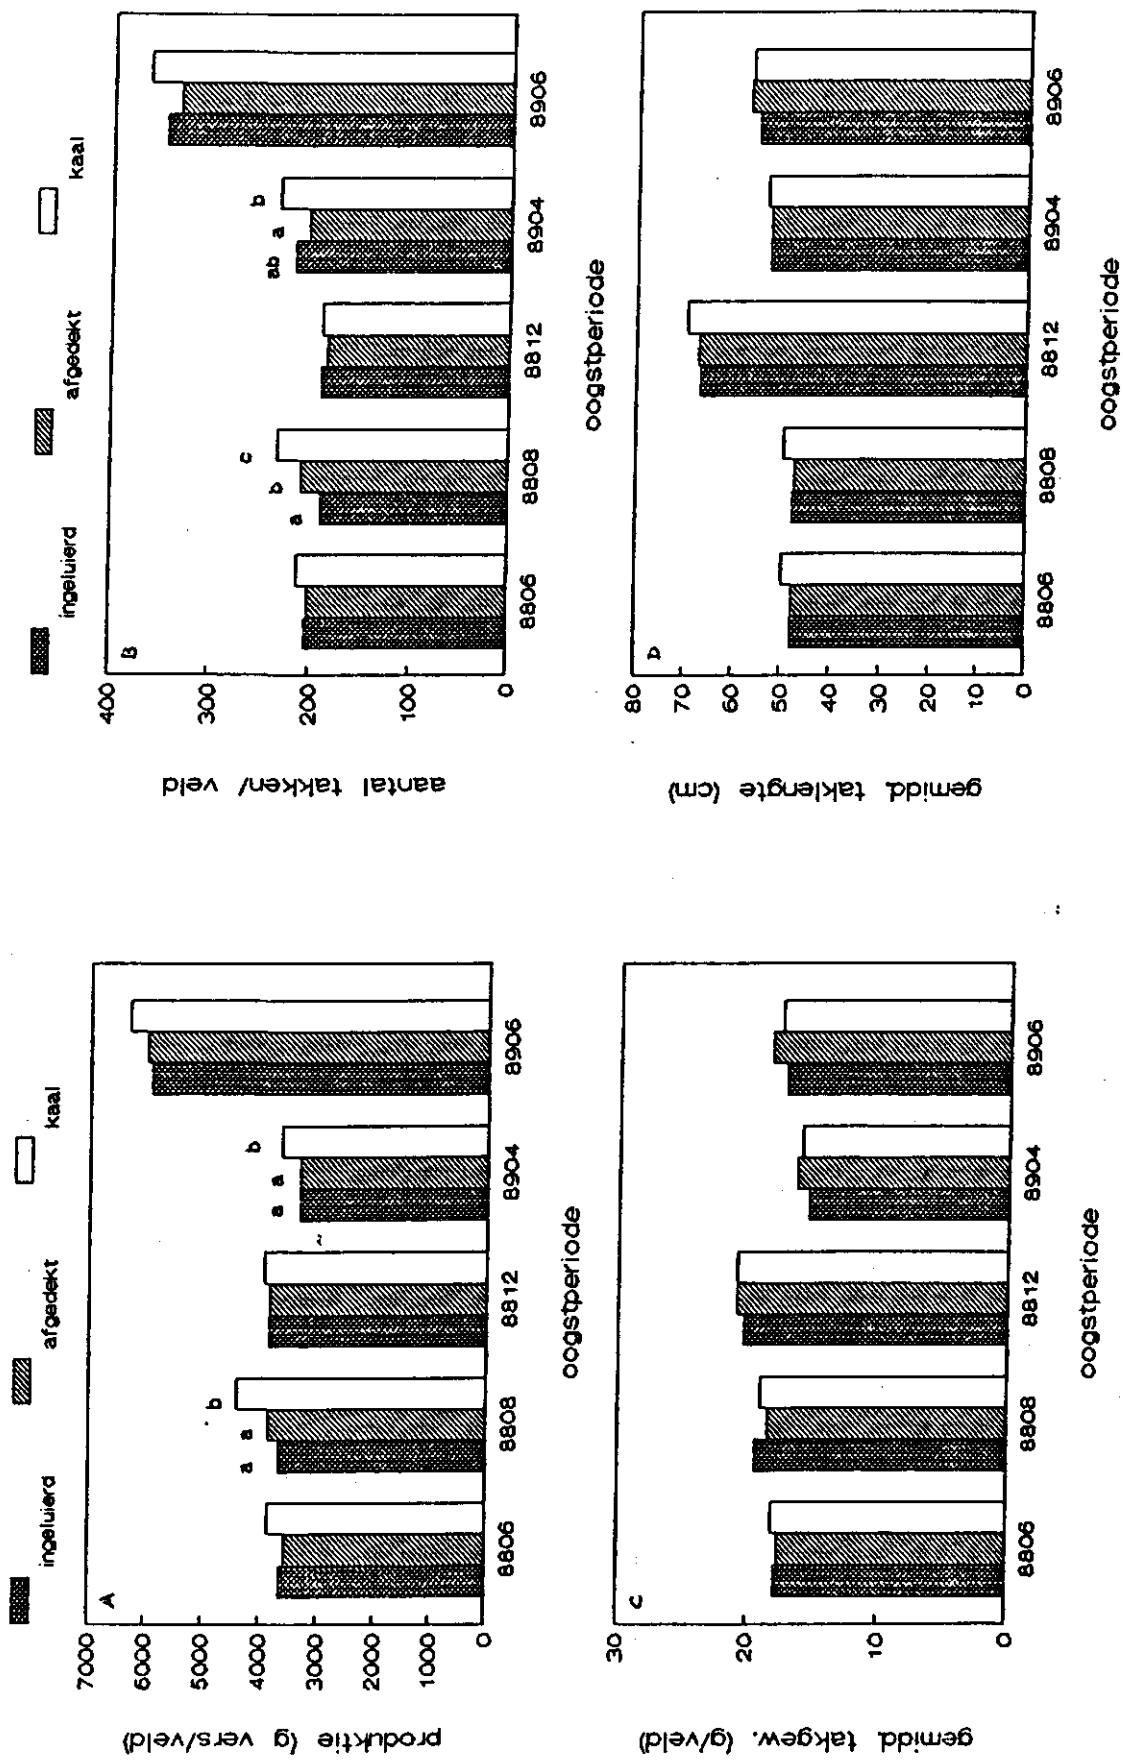 ingeluierd afgedekt kaal
A
7000
6000
5000
4000
3000
2000
1000
0
produktie (g vers/veld)
a a b
a a b
8806 8808 8812 8904 8906
oogstperiode
ingeluierd afgedekt kaal
B
400
300
200
100
0
aantal takken/ veld
a b c
ab a b
8806 8808 8812 8904 8906
oogstperiode
C
30
20
10
0
gemidd. takgew. (g/veld)
8806 8808 8812 8904 8906
oogstperiode
D
80
70
60
50
40
30
20
10
0
gemidd. taklengte (cm)
8806 8808 8812 8904 8906
oogstperiode